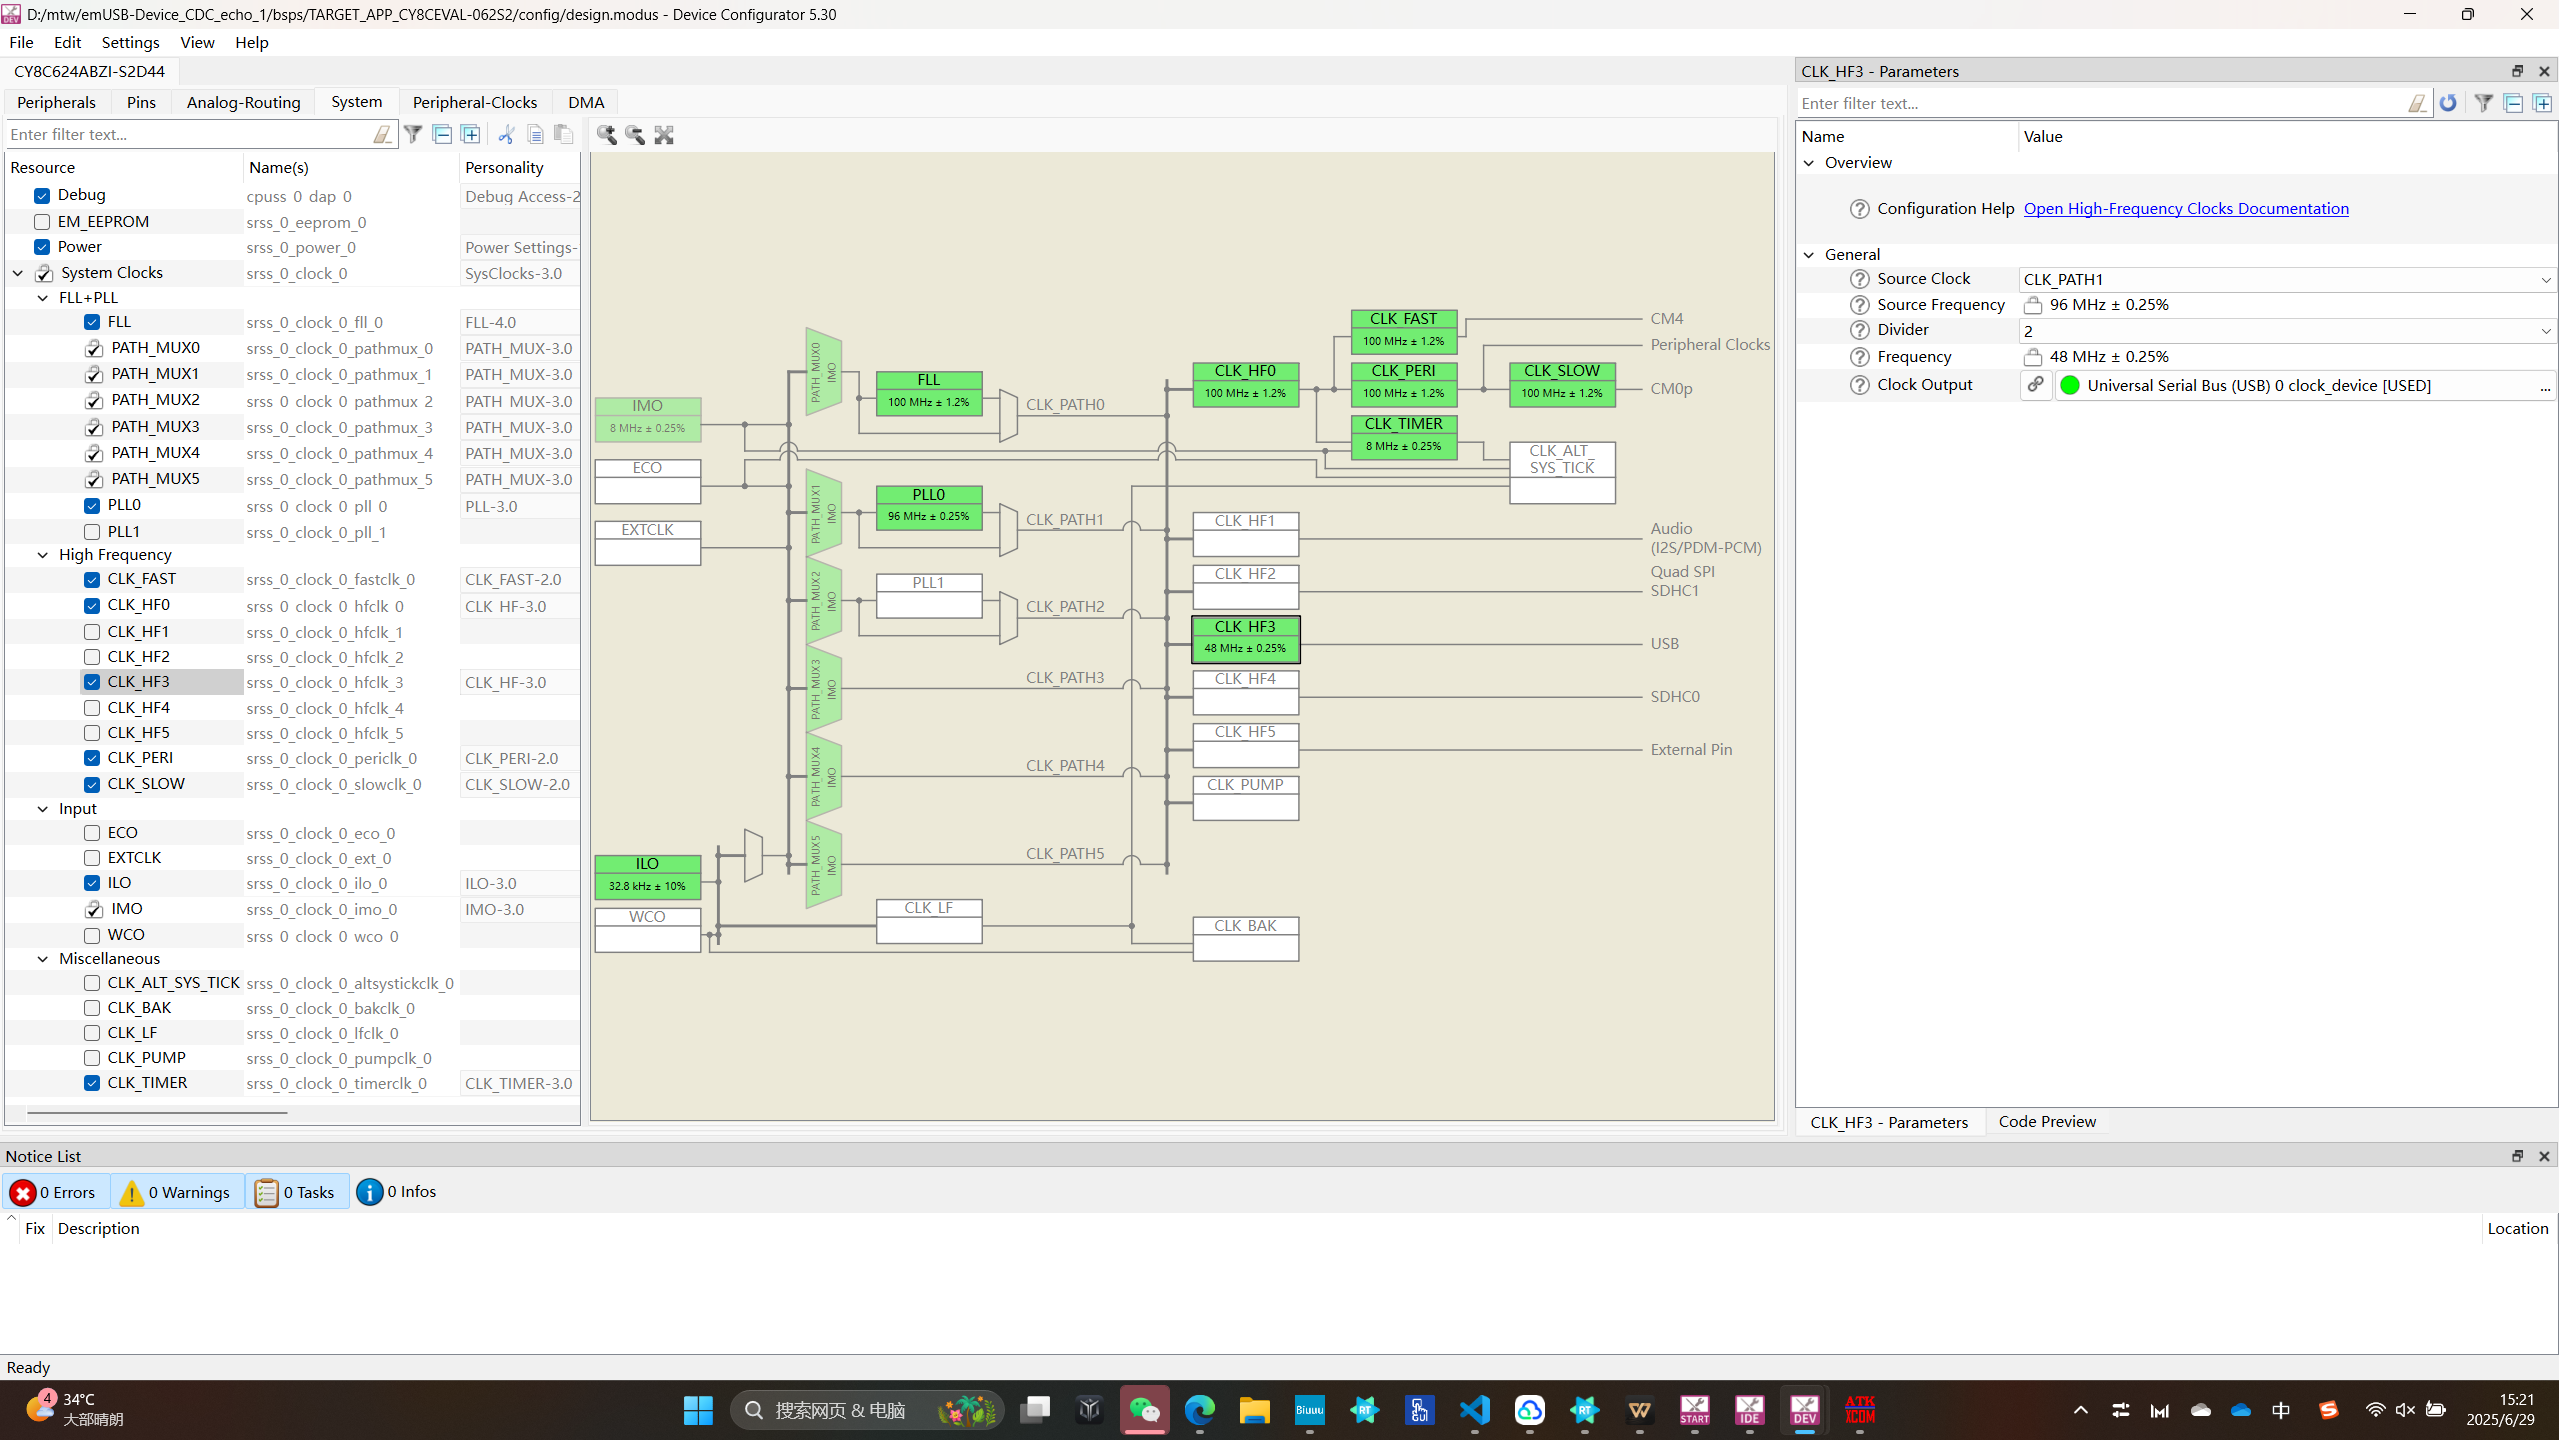 D:/mtw/emUSB-Device_CDC_echo_1/bsps/TARGET_APP_CY8CEVAL-062S2/config/design.modus - Device Configurator 5.30
File Edit Settings View Help
CY8C624ABZI-S2D44
Peripherals Pins Analog-Routing System Peripheral-Clocks DMA
Enter filter text...
Resource Name(s) Personality
Debug cpuss_0_dap_0 Debug Access-2
EM_EEPROM srss_0_eeprom_0
Power srss_0_power_0 Power Settings-
System Clocks srss_0_clock_0 SysClocks-3.0
FLL+PLL
FLL srss_0_clock_0_fll_0 FLL-4.0
PATH_MUX0 srss_0_clock_0_pathmux_0 PATH_MUX-3.0
PATH_MUX1 srss_0_clock_0_pathmux_1 PATH_MUX-3.0
PATH_MUX2 srss_0_clock_0_pathmux_2 PATH_MUX-3.0
PATH_MUX3 srss_0_clock_0_pathmux_3 PATH_MUX-3.0
PATH_MUX4 srss_0_clock_0_pathmux_4 PATH_MUX-3.0
PATH_MUX5 srss_0_clock_0_pathmux_5 PATH_MUX-3.0
PLL0 srss_0_clock_0_pll_0 PLL-3.0
PLL1 srss_0_clock_0_pll_1
High Frequency
CLK_FAST srss_0_clock_0_fastclk_0 CLK_FAST-2.0
CLK_HF0 srss_0_clock_0_hfclk_0 CLK_HF-3.0
CLK_HF1 srss_0_clock_0_hfclk_1
CLK_HF2 srss_0_clock_0_hfclk_2
CLK_HF3 srss_0_clock_0_hfclk_3 CLK_HF-3.0
CLK_HF4 srss_0_clock_0_hfclk_4
CLK_HF5 srss_0_clock_0_hfclk_5
CLK_PERI srss_0_clock_0_periclk_0 CLK_PERI-2.0
CLK_SLOW srss_0_clock_0_slowclk_0 CLK_SLOW-2.0
Input
ECO srss_0_clock_0_eco_0
EXTCLK srss_0_clock_0_ext_0
ILO srss_0_clock_0_ilo_0 ILO-3.0
IMO srss_0_clock_0_imo_0 IMO-3.0
WCO srss_0_clock_0_wco_0
Miscellaneous
CLK_ALT_SYS_TICK srss_0_clock_0_altsystickclk_0
CLK_BAK srss_0_clock_0_bakclk_0
CLK_LF srss_0_clock_0_lfclk_0
CLK_PUMP srss_0_clock_0_pumpclk_0
CLK_TIMER srss_0_clock_0_timerclk_0 CLK_TIMER-3.0
IMO
8 MHz ± 0.25%
ECO
EXTCLK
ILO
32.8 kHz ± 10%
WCO
PATH_MUX0
IMO
PATH_MUX1
IMO
PATH_MUX2
IMO
PATH_MUX3
IMO
PATH_MUX4
IMO
PATH_MUX5
IMO
FLL
100 MHz ± 1.2%
PLL0
96 MHz ± 0.25%
PLL1
CLK_LF
CLK_PATH0
CLK_PATH1
CLK_PATH2
CLK_PATH3
CLK_PATH4
CLK_PATH5
CLK_HF0
100 MHz ± 1.2%
CLK_HF1
CLK_HF2
CLK_HF3
48 MHz ± 0.25%
CLK_HF4
CLK_HF5
CLK_PUMP
CLK_BAK
CLK_FAST
100 MHz ± 1.2%
CLK_PERI
100 MHz ± 1.2%
CLK_TIMER
8 MHz ± 0.25%
CLK_SLOW
100 MHz ± 1.2%
CLK_ALT_
SYS_TICK
CM4
Peripheral Clocks
CM0p
Audio
(I2S/PDM-PCM)
Quad SPI
SDHC1
USB
SDHC0
External Pin
CLK_HF3 - Parameters
Enter filter text...
Name Value
Overview
Configuration Help Open High-Frequency Clocks Documentation
General
Source Clock CLK_PATH1
Source Frequency 96 MHz ± 0.25%
Divider 2
Frequency 48 MHz ± 0.25%
Clock Output Universal Serial Bus (USB) 0 clock_device [USED] ...
CLK_HF3 - Parameters Code Preview
Notice List
0 Errors 0 Warnings 0 Tasks 0 Infos
Fix Description Location
Ready
4 34°C
大部晴朗
搜索网页 & 电脑
Biuuu
RT
GUI
RT
START
IDE
DEV
ATK
XCOM
中
15:21
2025/6/29